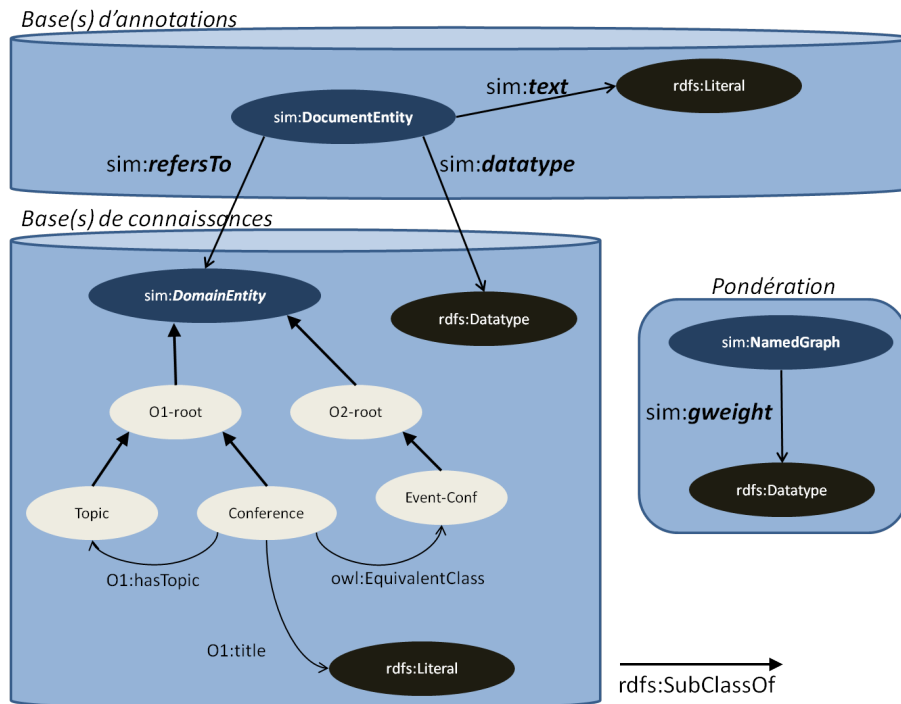 Base(s) d'annotations
sim:text
rdfs:Literal
sim:DocumentEntity
sim:refersTo
sim:datatype
Base(s) de connaissances
sim:DomainEntity
rdfs:Datatype
Pondération
sim:NamedGraph
sim:gweight
rdfs:Datatype
O1-root
O2-root
Topic
Conference
Event-Conf
O1:hasTopic
owl:EquivalentClass
O1:title
rdfs:Literal
rdfs:SubClassOf